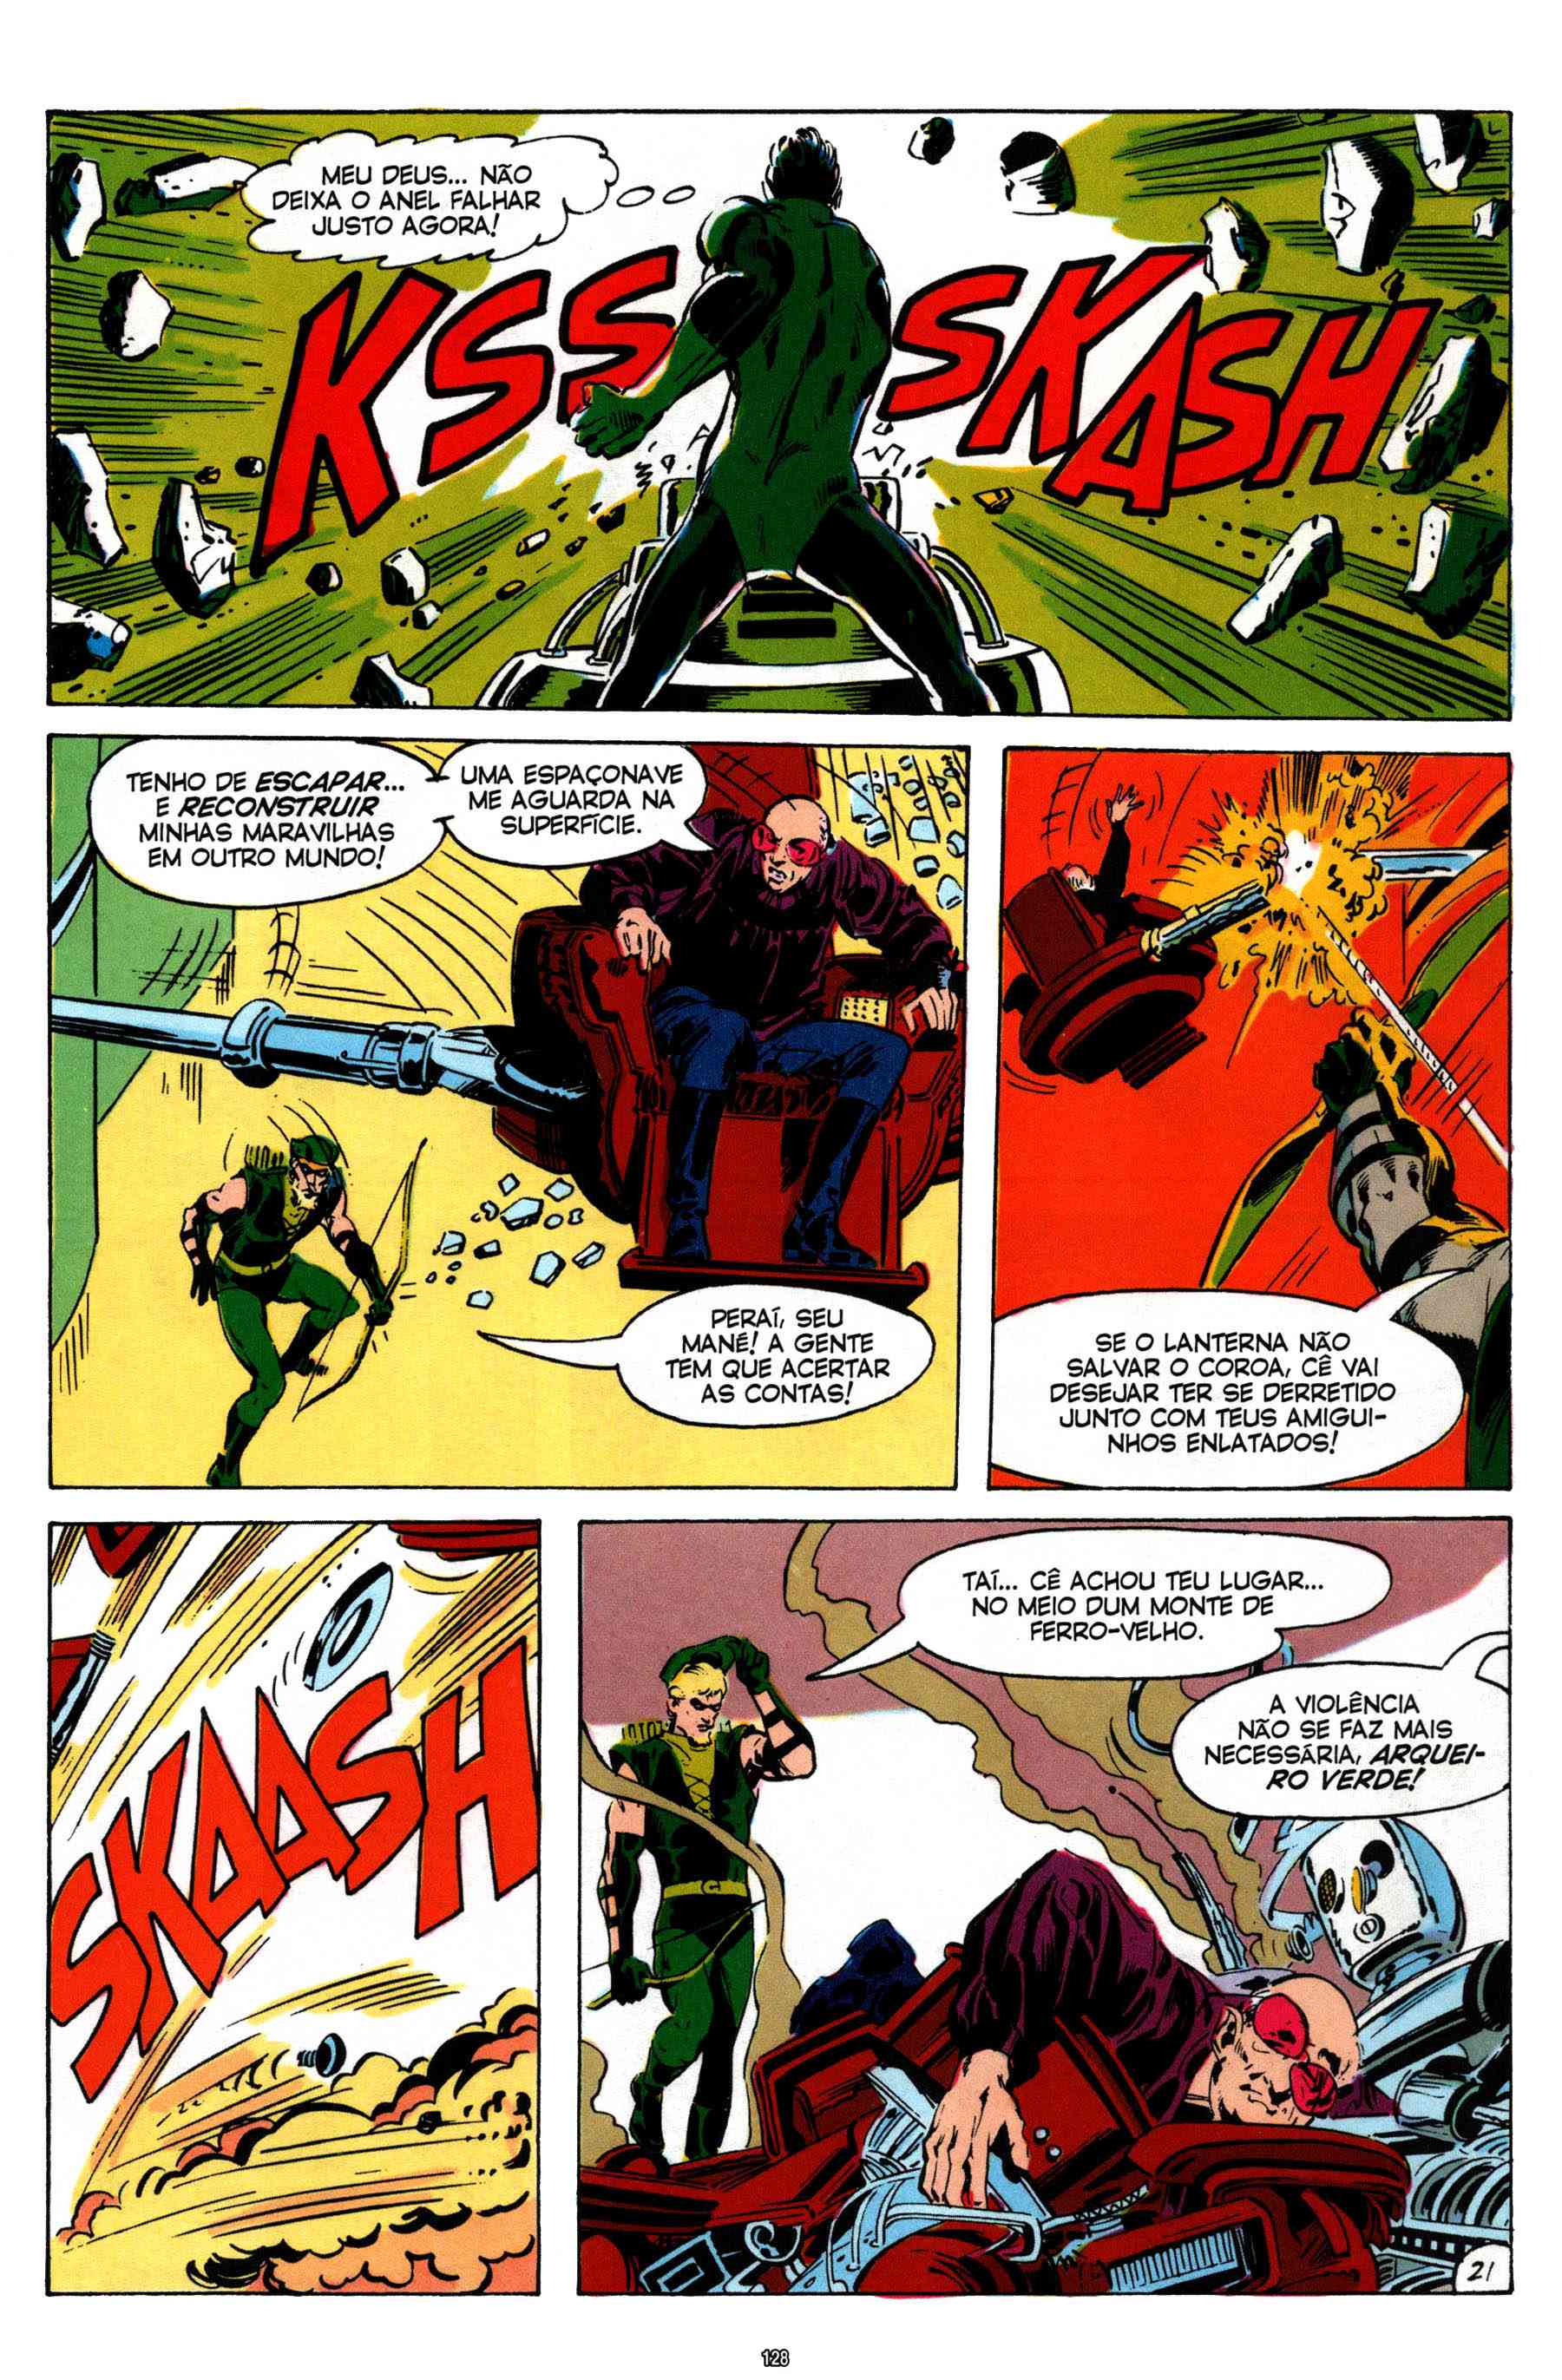 MEU DEUS... NÃO
DEIXA O ANEL FALHAR
JUSTO AGORA!
KSSSSKASH
TENHO DE ESCAPAR...
E RECONSTRUIR
MINHAS MARAVILHAS
EM OUTRO MUNDO!
UMA ESPAÇONAVE
ME AGUARDA NA
SUPERFÍCIE.
PERAÍ, SEU
MANÉ! A GENTE
TEM QUE ACERTAR
AS CONTAS!
SE O LANTERNA NÃO
SALVAR O COROA, CÊ VAI
DESEJAR TER SE DERRETIDO
JUNTO COM TEUS AMIGUI-
NHOS ENLATADOS!
SKAASH
TAÍ... CÊ ACHOU TEU LUGAR...
NO MEIO DUM MONTE DE
FERRO-VELHO.
A VIOLÊNCIA
NÃO SE FAZ MAIS
NECESSÁRIA, ARQUEI-
RO VERDE!
21
128